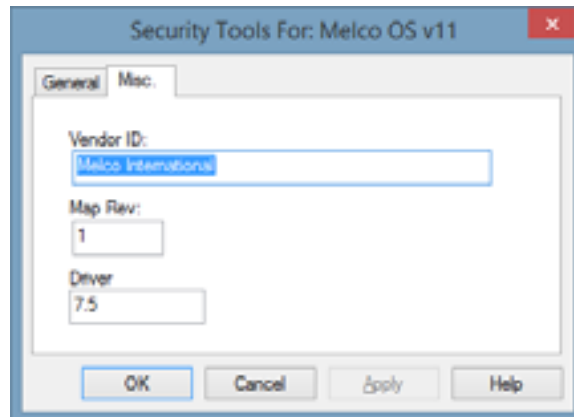 Security Tools For: Melco OS v11
General Misc.
Vendor ID:
Melco International
Map Rev:
1
Driver
7.5
OK Cancel Apply Help